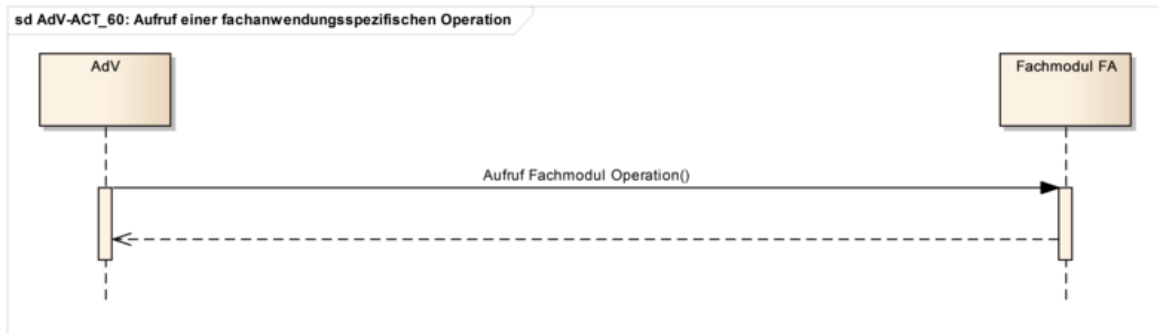 sd AdV-ACT_60: Aufruf einer fachanwendungsspezifischen Operation
AdV
Fachmodul FA
Aufruf Fachmodul Operation()